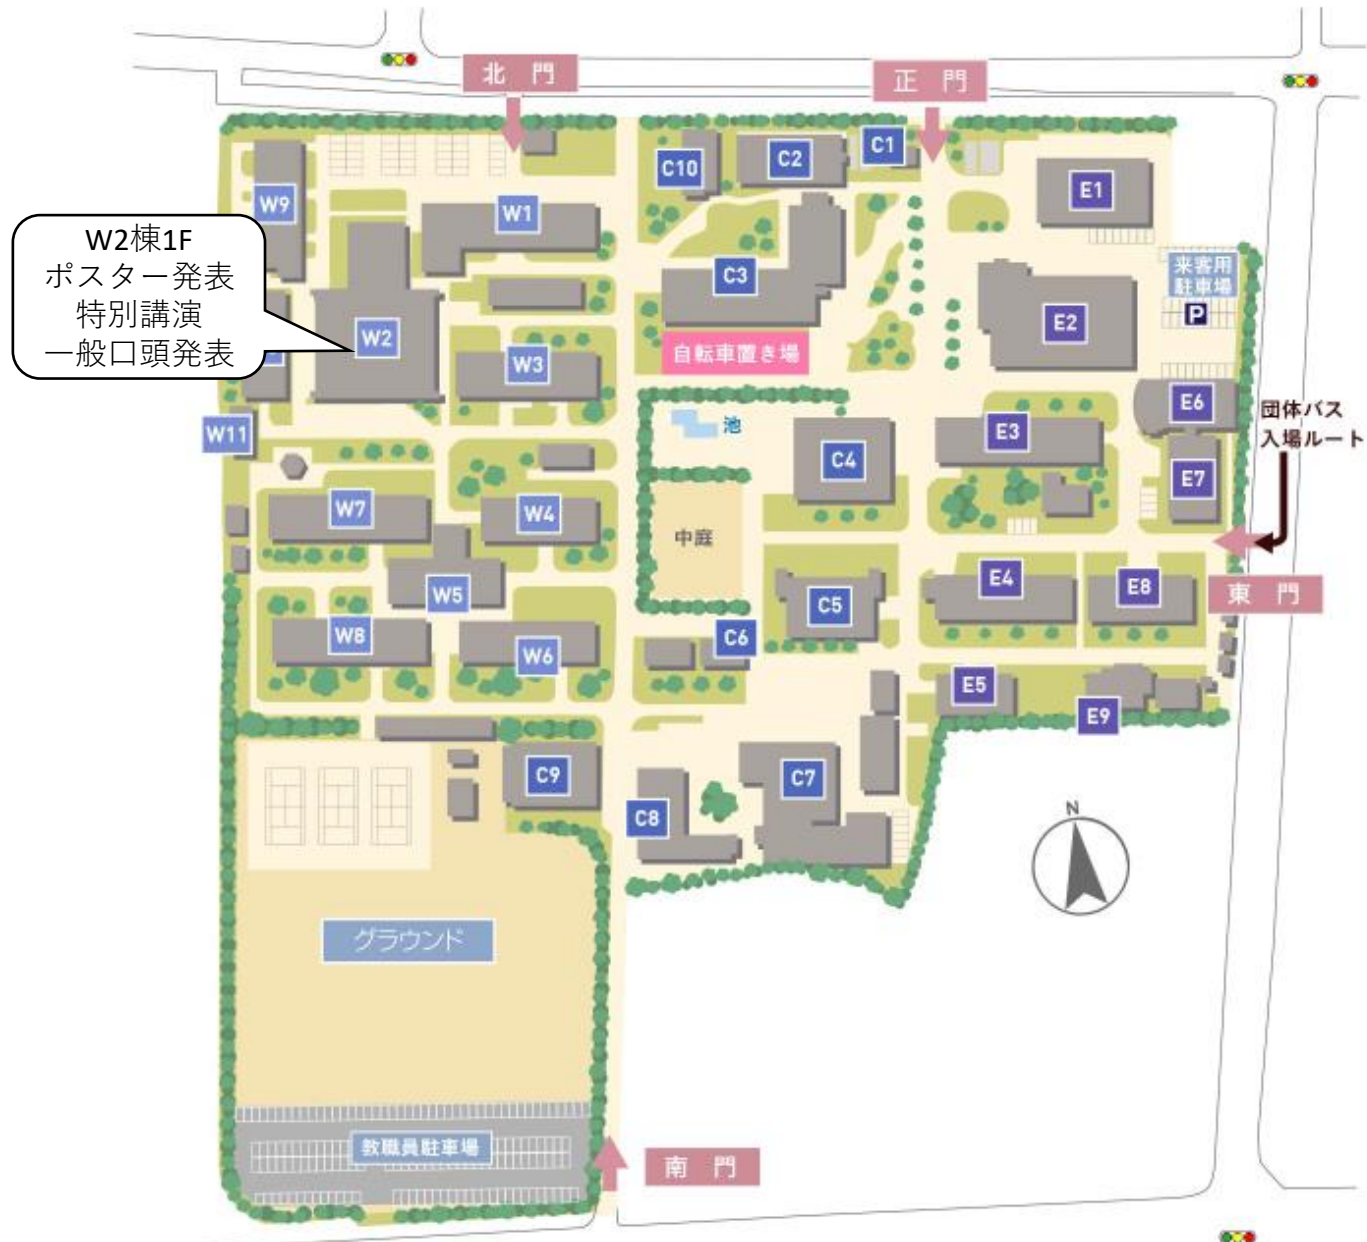 北 門
正 門
C1
C2
C10
E1
W9
W1
W2棟1F
ポスター発表
特別講演
一般口頭発表
C3
来客用
駐車場
P
E2
W2
自転車置き場
W3
E6
団体バス
入場ルート
池
E3
W11
C4
E7
W7
W4
中庭
E4
E8
東 門
W5
C5
W8
C6
W6
E5
E9
C9
C7
C8
N
グラウンド
教職員駐車場
南 門